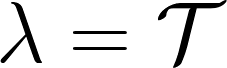 λ = 𝒯